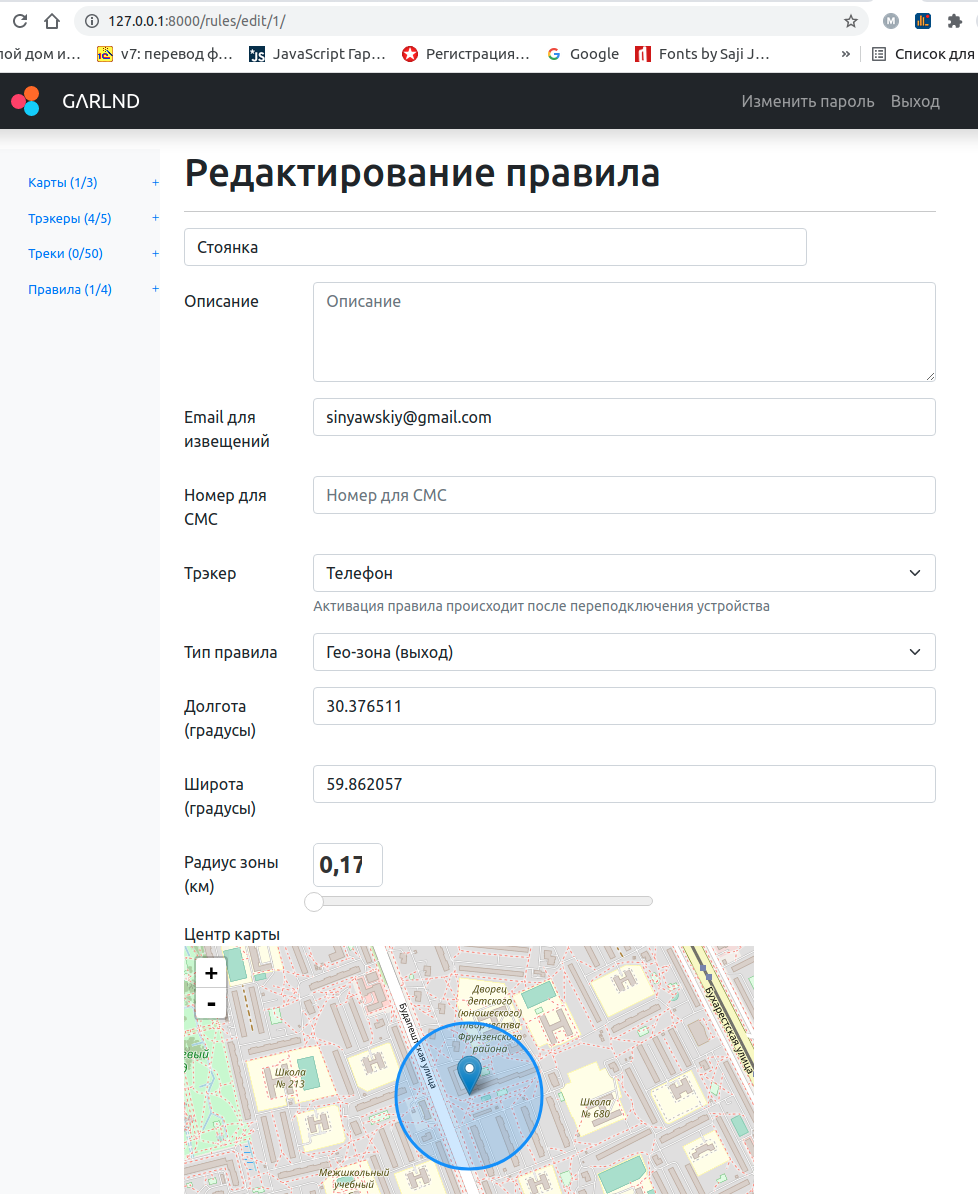 127.0.0.1:8000/rules/edit/1/
лой дом и… v7: перевод ф… JavaScript Гар… Регистрация… Google Fonts by Saji J… » Список для
GΛRLND Изменить пароль Выход
Карты (1/3) +
Трэкеры (4/5) +
Треки (0/50) +
Правила (1/4) +
Редактирование правила
Стоянка
Описание Описание
Email для
извещений
sinyawskiy@gmail.com
Номер для
СМС
Номер для СМС
Трэкер Телефон
Активация правила происходит после переподключения устройства
Тип правила Гео-зона (выход)
Долгота
(градусы)
30.376511
Широта
(градусы)
59.862057
Радиус зоны
(км)
0,17
Центр карты
+
-
Дворец
детского
(юношеского)
творчества
Фрунзенского
района
Будапештская улица
Бухарестская улица
Школа
№ 213
Школа
№ 680
Межшкольный
учебный